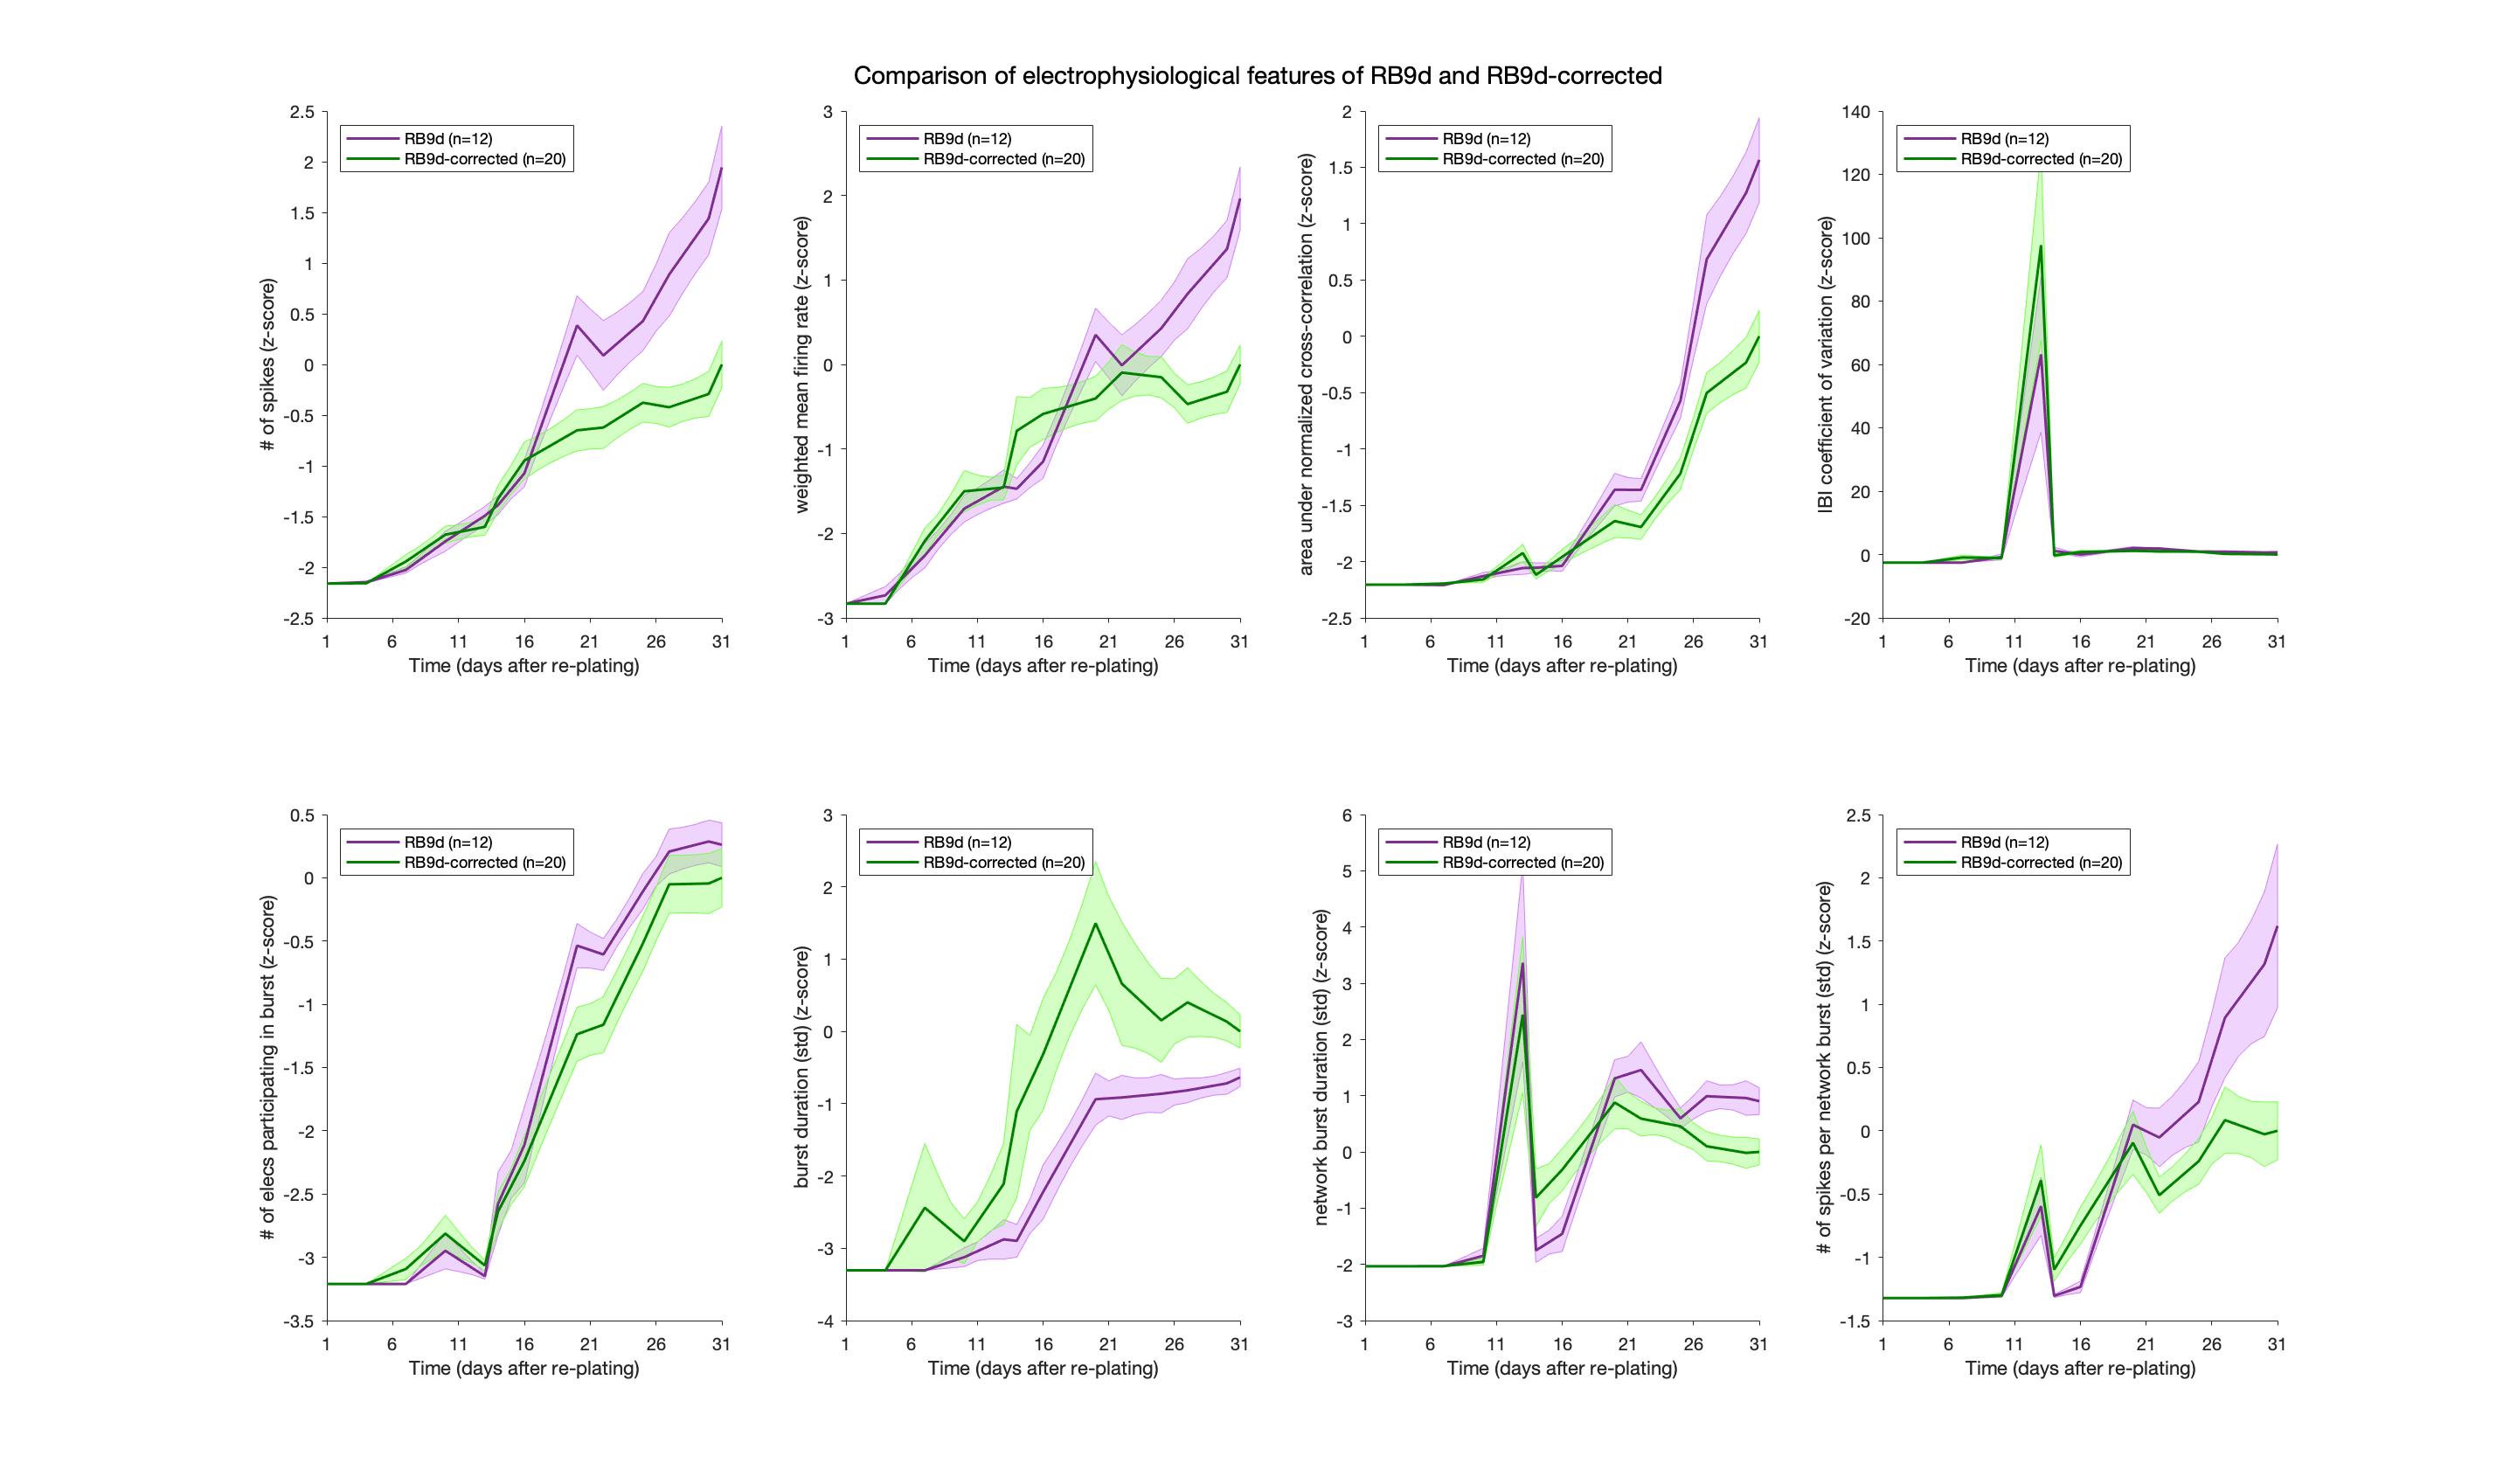 Comparison of electrophysiological features of RB9d and RB9d-corrected
# of spikes (z-score)
2.5
2
1.5
1
0.5
0
-0.5
-1
-1.5
-2
-2.5
RB9d (n=12)
RB9d-corrected (n=20)
1 6 11 16 21 26 31
Time (days after re-plating)
weighted mean firing rate (z-score)
3
2
1
0
-1
-2
-3
RB9d (n=12)
RB9d-corrected (n=20)
1 6 11 16 21 26 31
Time (days after re-plating)
area under normalized cross-correlation (z-score)
2
1.5
1
0.5
0
-0.5
-1
-1.5
-2
-2.5
RB9d (n=12)
RB9d-corrected (n=20)
1 6 11 16 21 26 31
Time (days after re-plating)
IBI coefficient of variation (z-score)
140
120
100
80
60
40
20
0
-20
RB9d (n=12)
RB9d-corrected (n=20)
1 6 11 16 21 26 31
Time (days after re-plating)
# of elecs participating in burst (z-score)
0.5
0
-0.5
-1
-1.5
-2
-2.5
-3
-3.5
RB9d (n=12)
RB9d-corrected (n=20)
1 6 11 16 21 26 31
Time (days after re-plating)
burst duration (std) (z-score)
3
2
1
0
-1
-2
-3
-4
RB9d (n=12)
RB9d-corrected (n=20)
1 6 11 16 21 26 31
Time (days after re-plating)
network burst duration (std) (z-score)
6
5
4
3
2
1
0
-1
-2
-3
RB9d (n=12)
RB9d-corrected (n=20)
1 6 11 16 21 26 31
Time (days after re-plating)
# of spikes per network burst (std) (z-score)
2.5
2
1.5
1
0.5
0
-0.5
-1
-1.5
RB9d (n=12)
RB9d-corrected (n=20)
1 6 11 16 21 26 31
Time (days after re-plating)